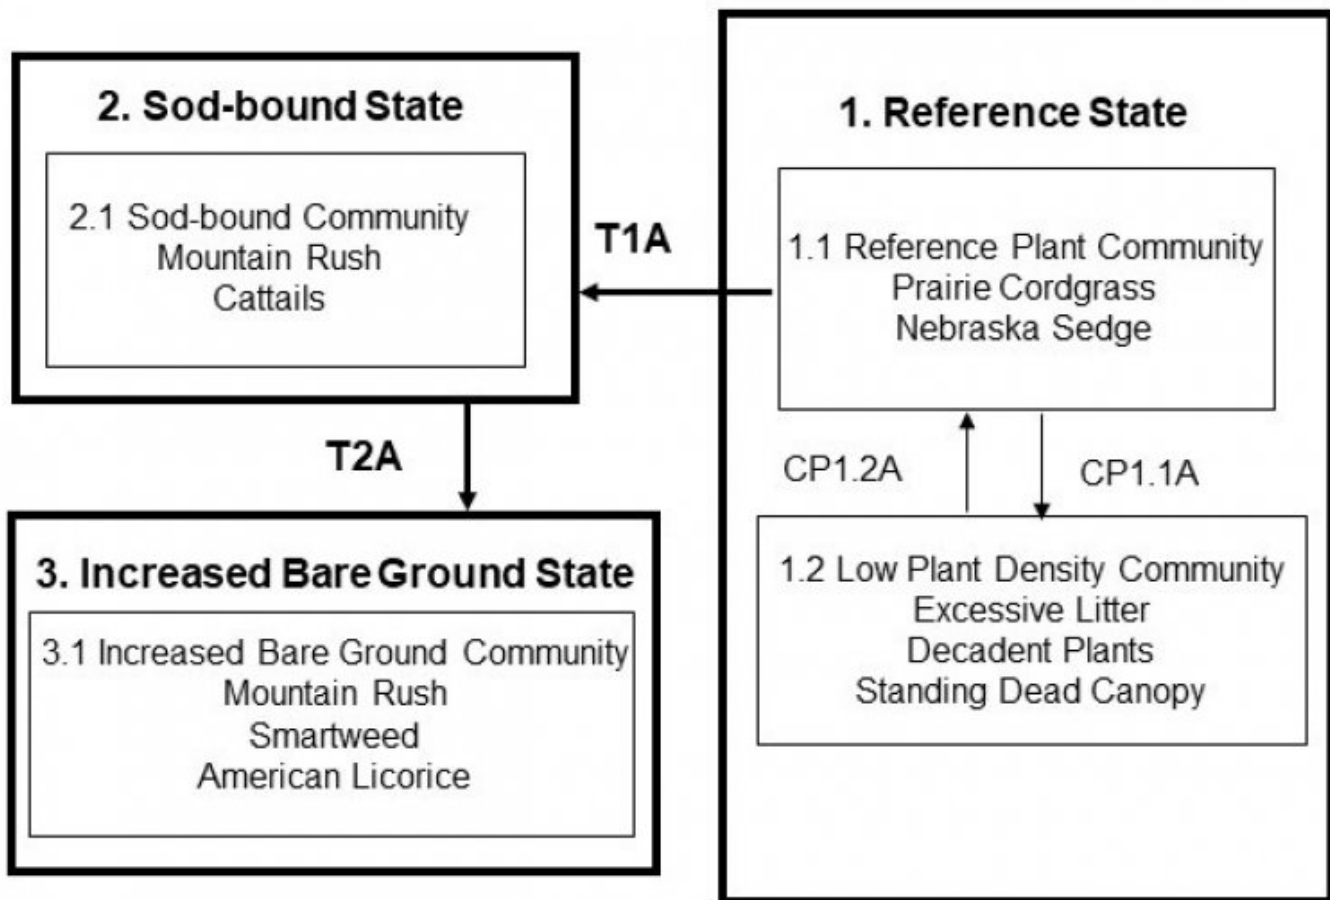 2. Sod-bound State
2.1 Sod-bound Community
Mountain Rush
Cattails
T1A
1. Reference State
1.1 Reference Plant Community
Prairie Cordgrass
Nebraska Sedge
CP1.2A
CP1.1A
1.2 Low Plant Density Community
Excessive Litter
Decadent Plants
Standing Dead Canopy
T2A
3. Increased Bare Ground State
3.1 Increased Bare Ground Community
Mountain Rush
Smartweed
American Licorice